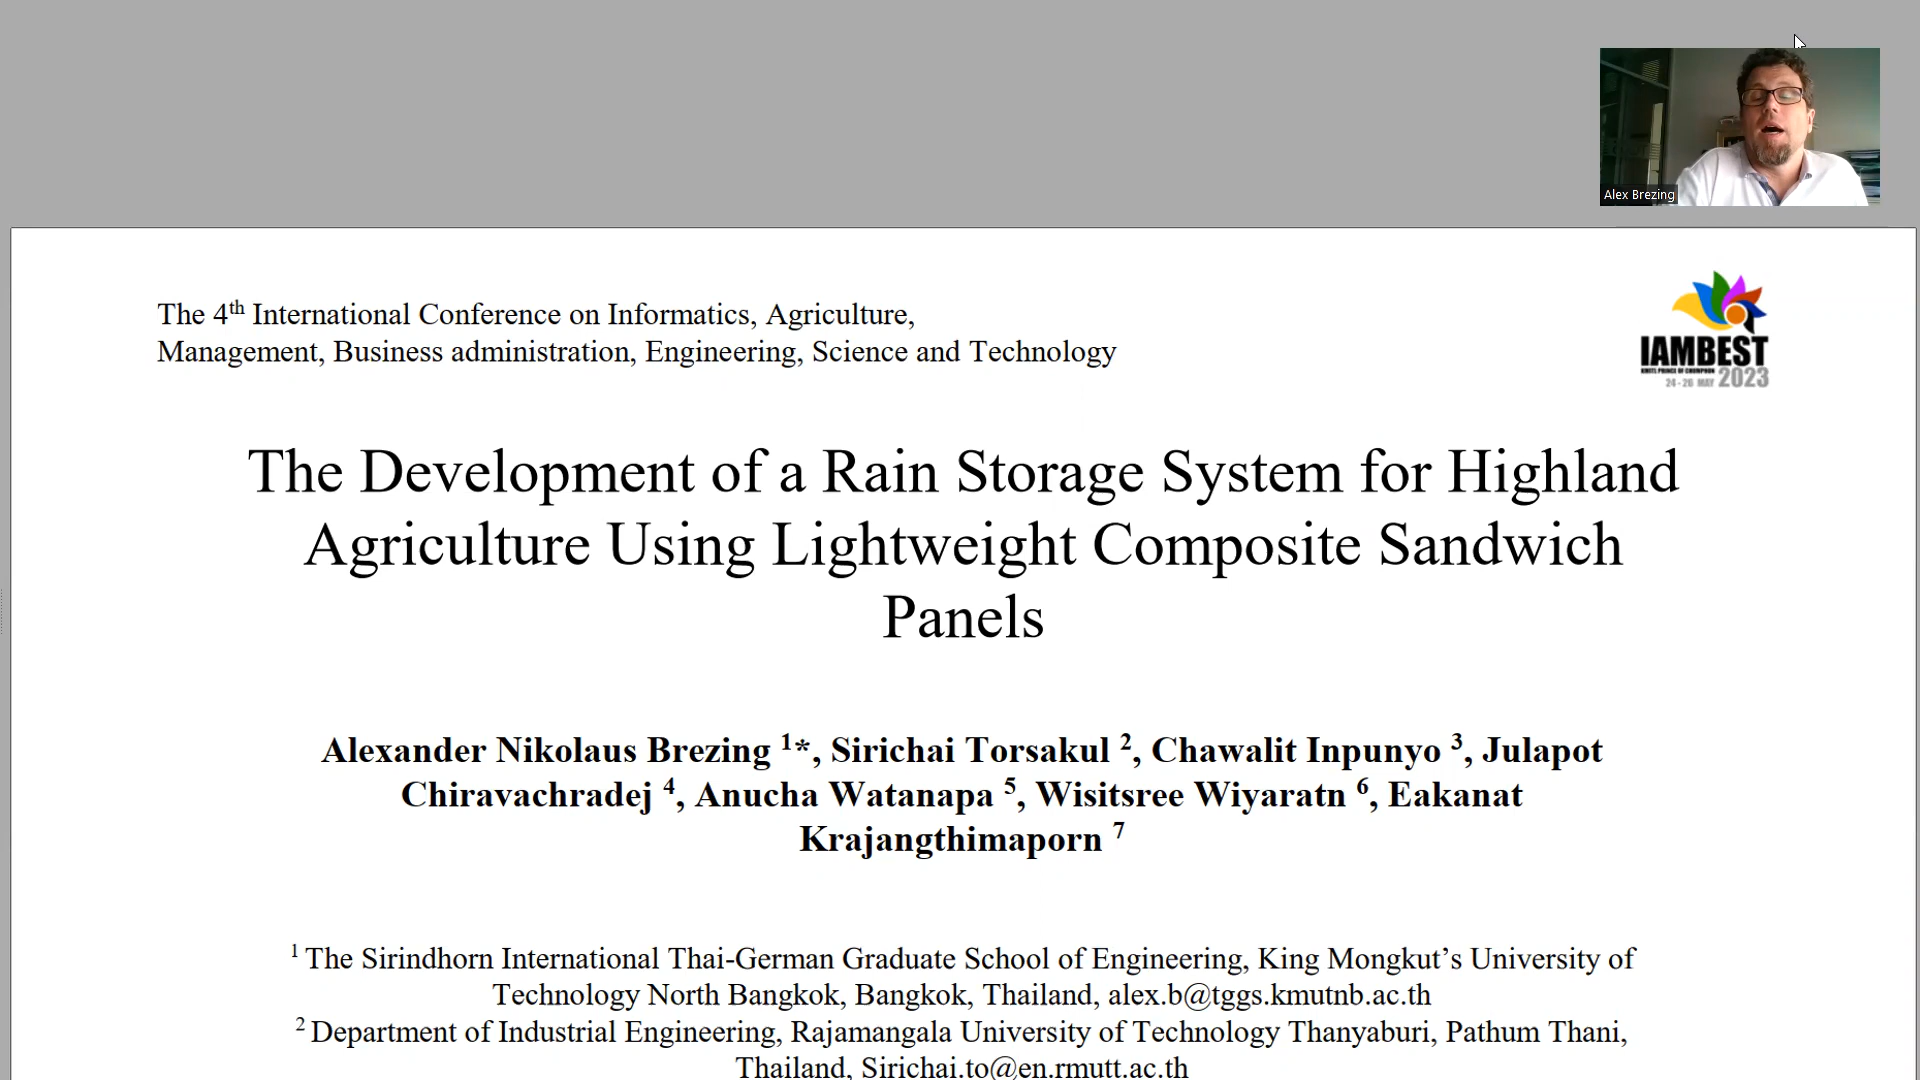 Alex Brezing
The 4th International Conference on Informatics, Agriculture,
Management, Business administration, Engineering, Science and Technology
IAMBEST
KMITL PRINCE OF CHUMPHON
24 - 26 MAY 2023
The Development of a Rain Storage System for Highland
Agriculture Using Lightweight Composite Sandwich
Panels
Alexander Nikolaus Brezing 1*, Sirichai Torsakul 2, Chawalit Inpunyo 3, Julapot
Chiravachradej 4, Anucha Watanapa 5, Wisitsree Wiyaratn 6, Eakanat
Krajangthimaporn 7
1 The Sirindhorn International Thai-German Graduate School of Engineering, King Mongkut’s University of
Technology North Bangkok, Bangkok, Thailand, alex.b@tggs.kmutnb.ac.th
2 Department of Industrial Engineering, Rajamangala University of Technology Thanyaburi, Pathum Thani,
Thailand, Sirichai.to@en.rmutt.ac.th